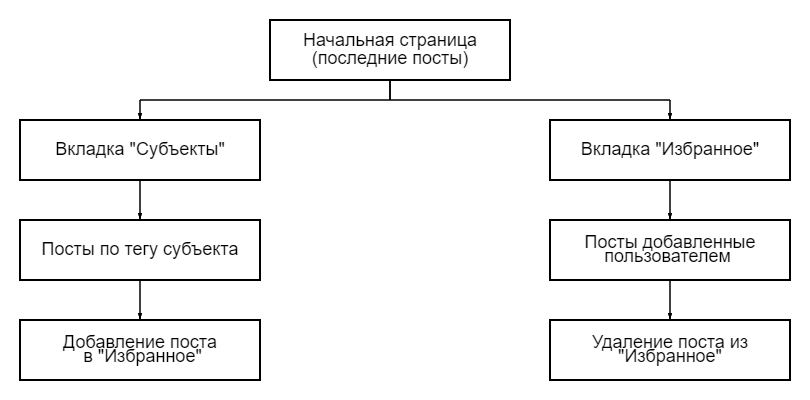 Начальная страница
(последние посты)
Вкладка "Субъекты"
Вкладка "Избранное"
Посты по тегу субъекта
Посты добавленные
пользователем
Добавление поста
в "Избранное"
Удаление поста из
"Избранное"